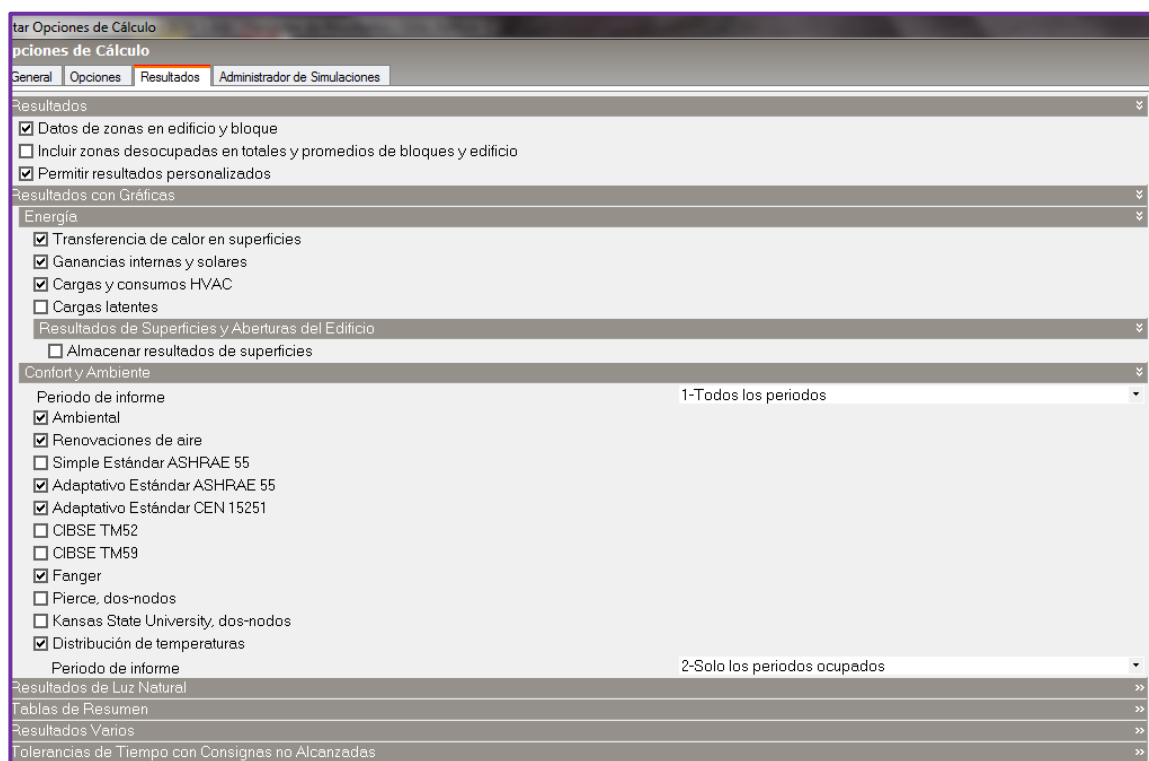 tar Opciones de Cálculo
pciones de Cálculo
General Opciones Resultados Administrador de Simulaciones
Resultados
Datos de zonas en edificio y bloque
Incluir zonas desocupadas en totales y promedios de bloques y edificio
Permitir resultados personalizados
Resultados con Gráficas
Energía
Transferencia de calor en superficies
Ganancias internas y solares
Cargas y consumos HVAC
Cargas latentes
Resultados de Superficies y Aberturas del Edificio
Almacenar resultados de superficies
Confort y Ambiente
Periodo de informe 1-Todos los periodos
Ambiental
Renovaciones de aire
Simple Estándar ASHRAE 55
Adaptativo Estándar ASHRAE 55
Adaptativo Estándar CEN 15251
CIBSE TM52
CIBSE TM59
Fanger
Pierce, dos-nodos
Kansas State University, dos-nodos
Distribución de temperaturas
Periodo de informe 2-Solo los periodos ocupados
Resultados de Luz Natural
Tablas de Resumen
Resultados Varios
Tolerancias de Tiempo con Consignas no Alcanzadas